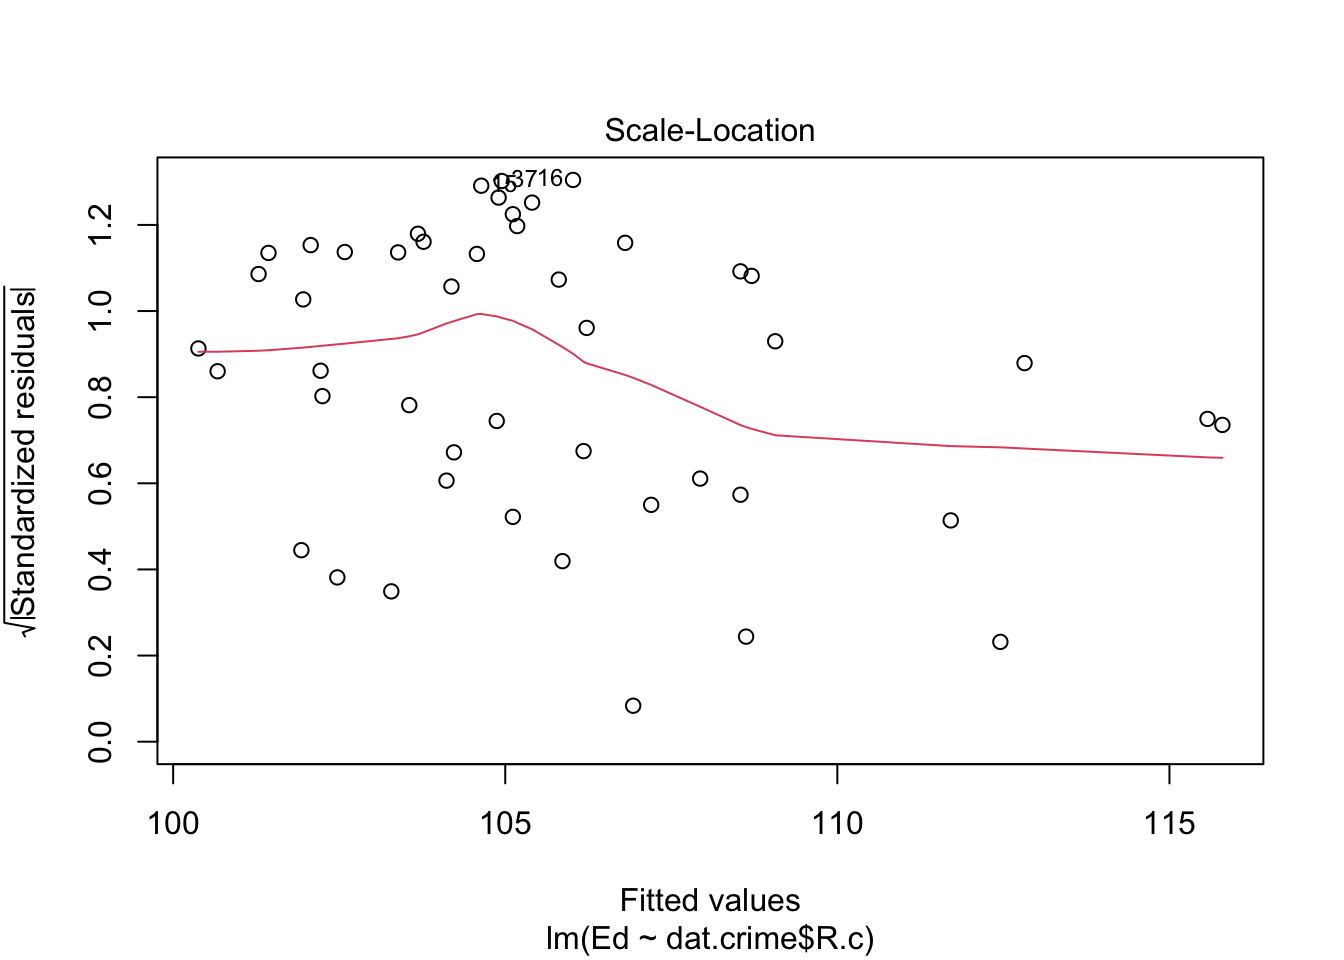 Scale-Location
√|Standardized residuals|
0.0 0.2 0.4 0.6 0.8 1.0 1.2
15 37 16
100 105 110 115
Fitted values
lm(Ed ~ dat.crime$R.c)